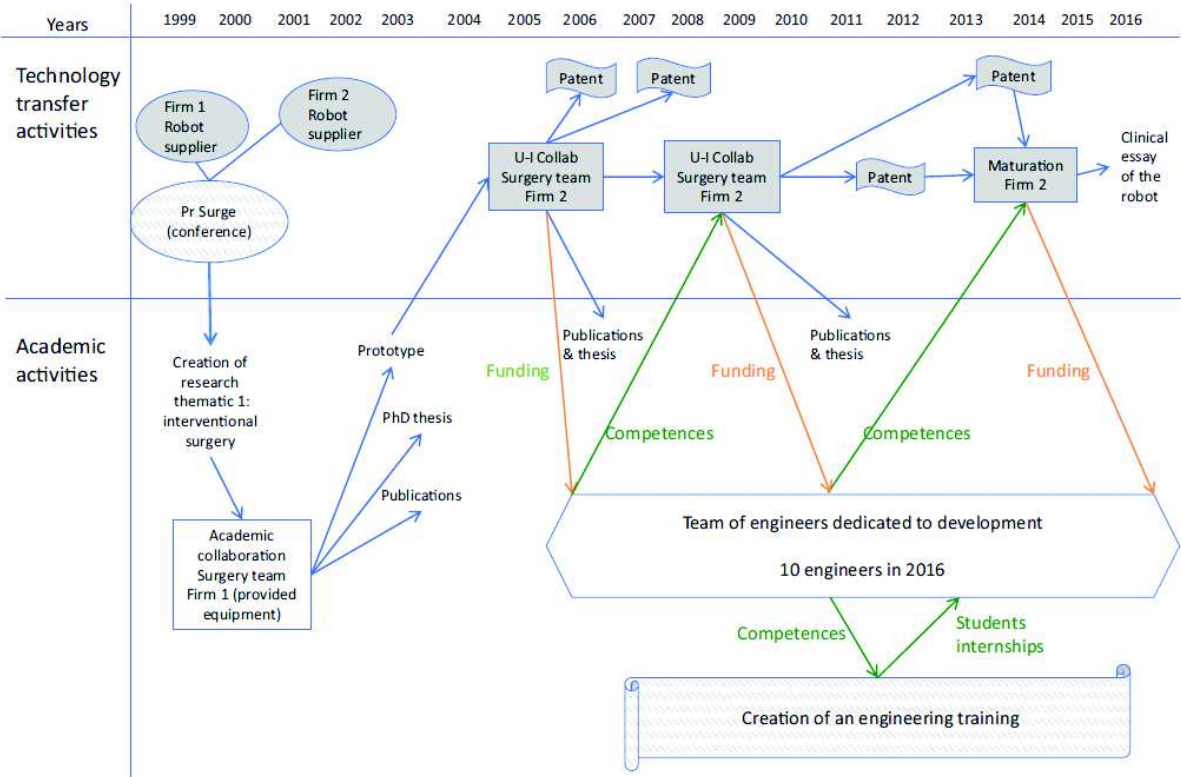 Years
1999 2000 2001 2002 2003 2004 2005 2006 2007 2008 2009 2010 2011 2012 2013 2014 2015 2016
Technology
transfer
activities
Firm 1
Robot
supplier
Firm 2
Robot
supplier
Pr Surge
(conference)
Patent
Patent
U-I Collab
Surgery team
Firm 2
U-I Collab
Surgery team
Firm 2
Patent
Patent
Maturation
Firm 2
Clinical
essay
of the
robot
Academic
activities
Creation of
research
thematic 1:
interventional
surgery
Academic
collaboration
Surgery team
Firm 1 (provided
equipment)
Prototype
PhD thesis
Publications
Publications
& thesis
Publications
& thesis
Funding
Funding
Funding
Competences
Competences
Team of engineers dedicated to development
10 engineers in 2016
Competences
Students
internships
Creation of an engineering training